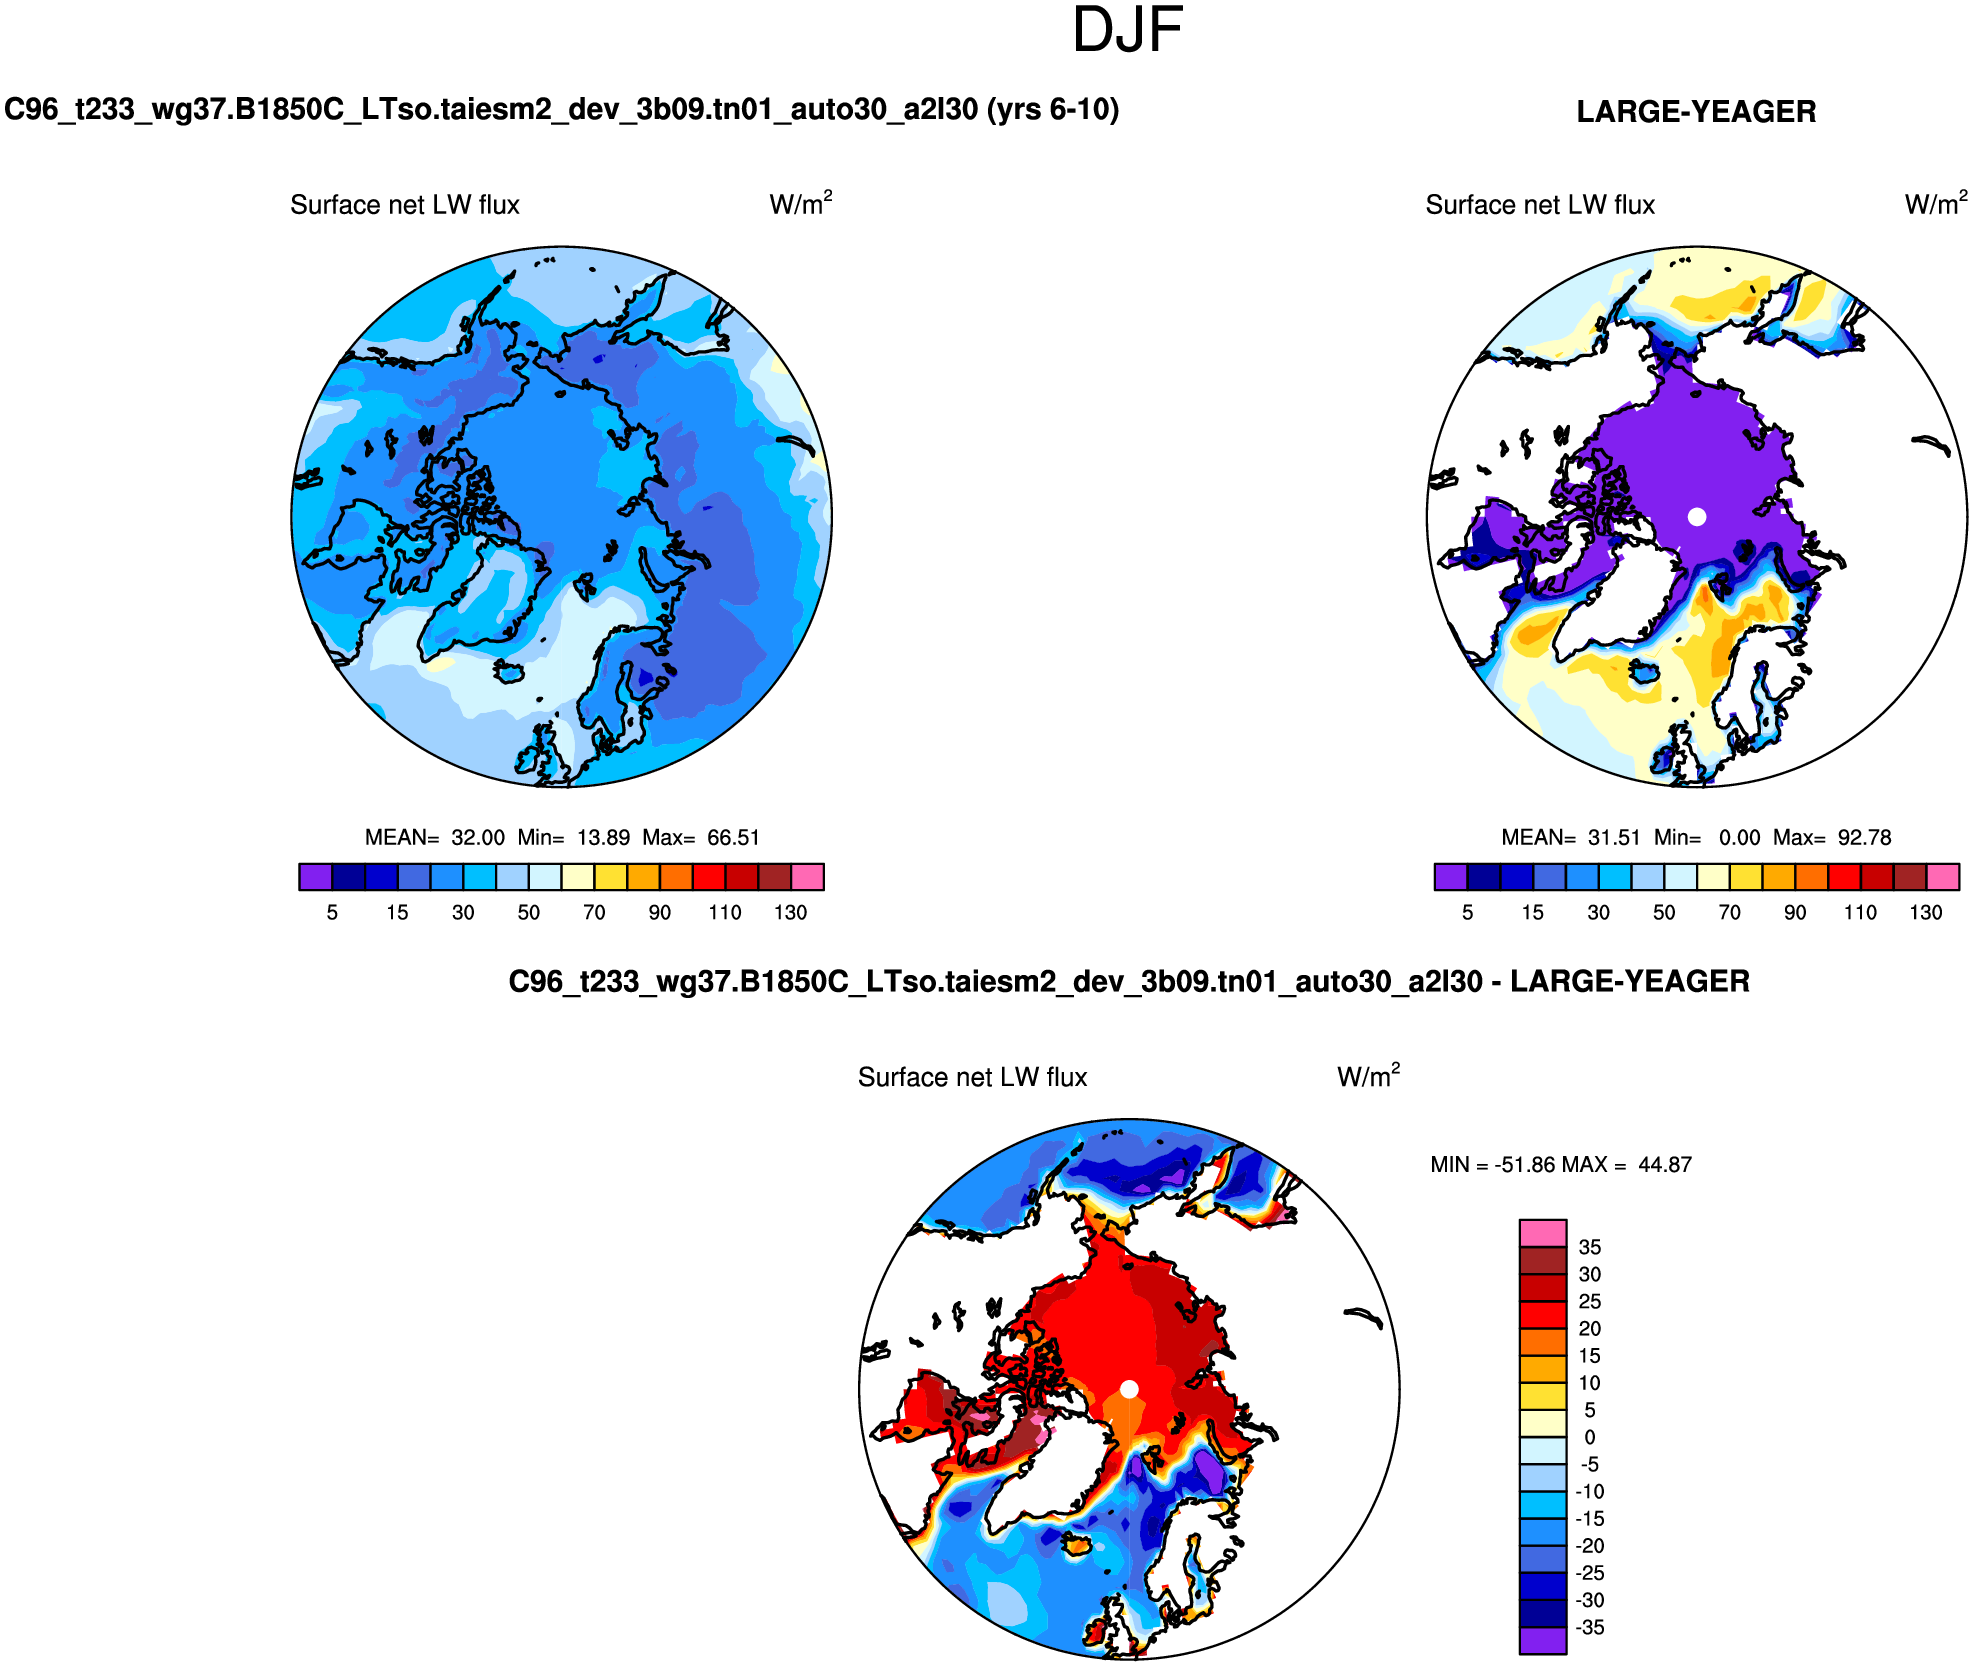 DJF
C96_t233_wg37.B1850C_LTso.taiesm2_dev_3b09.tn01_auto30_a2l30 (yrs 6-10)
LARGE-YEAGER
Surface net LW flux W/m²
Surface net LW flux W/m²
MEAN= 32.00 Min= 13.89 Max= 66.51
MEAN= 31.51 Min= 0.00 Max= 92.78
5 15 30 50 70 90 110 130
5 15 30 50 70 90 110 130
C96_t233_wg37.B1850C_LTso.taiesm2_dev_3b09.tn01_auto30_a2l30 - LARGE-YEAGER
Surface net LW flux W/m²
MIN = -51.86 MAX = 44.87
35
30
25
20
15
10
5
0
-5
-10
-15
-20
-25
-30
-35